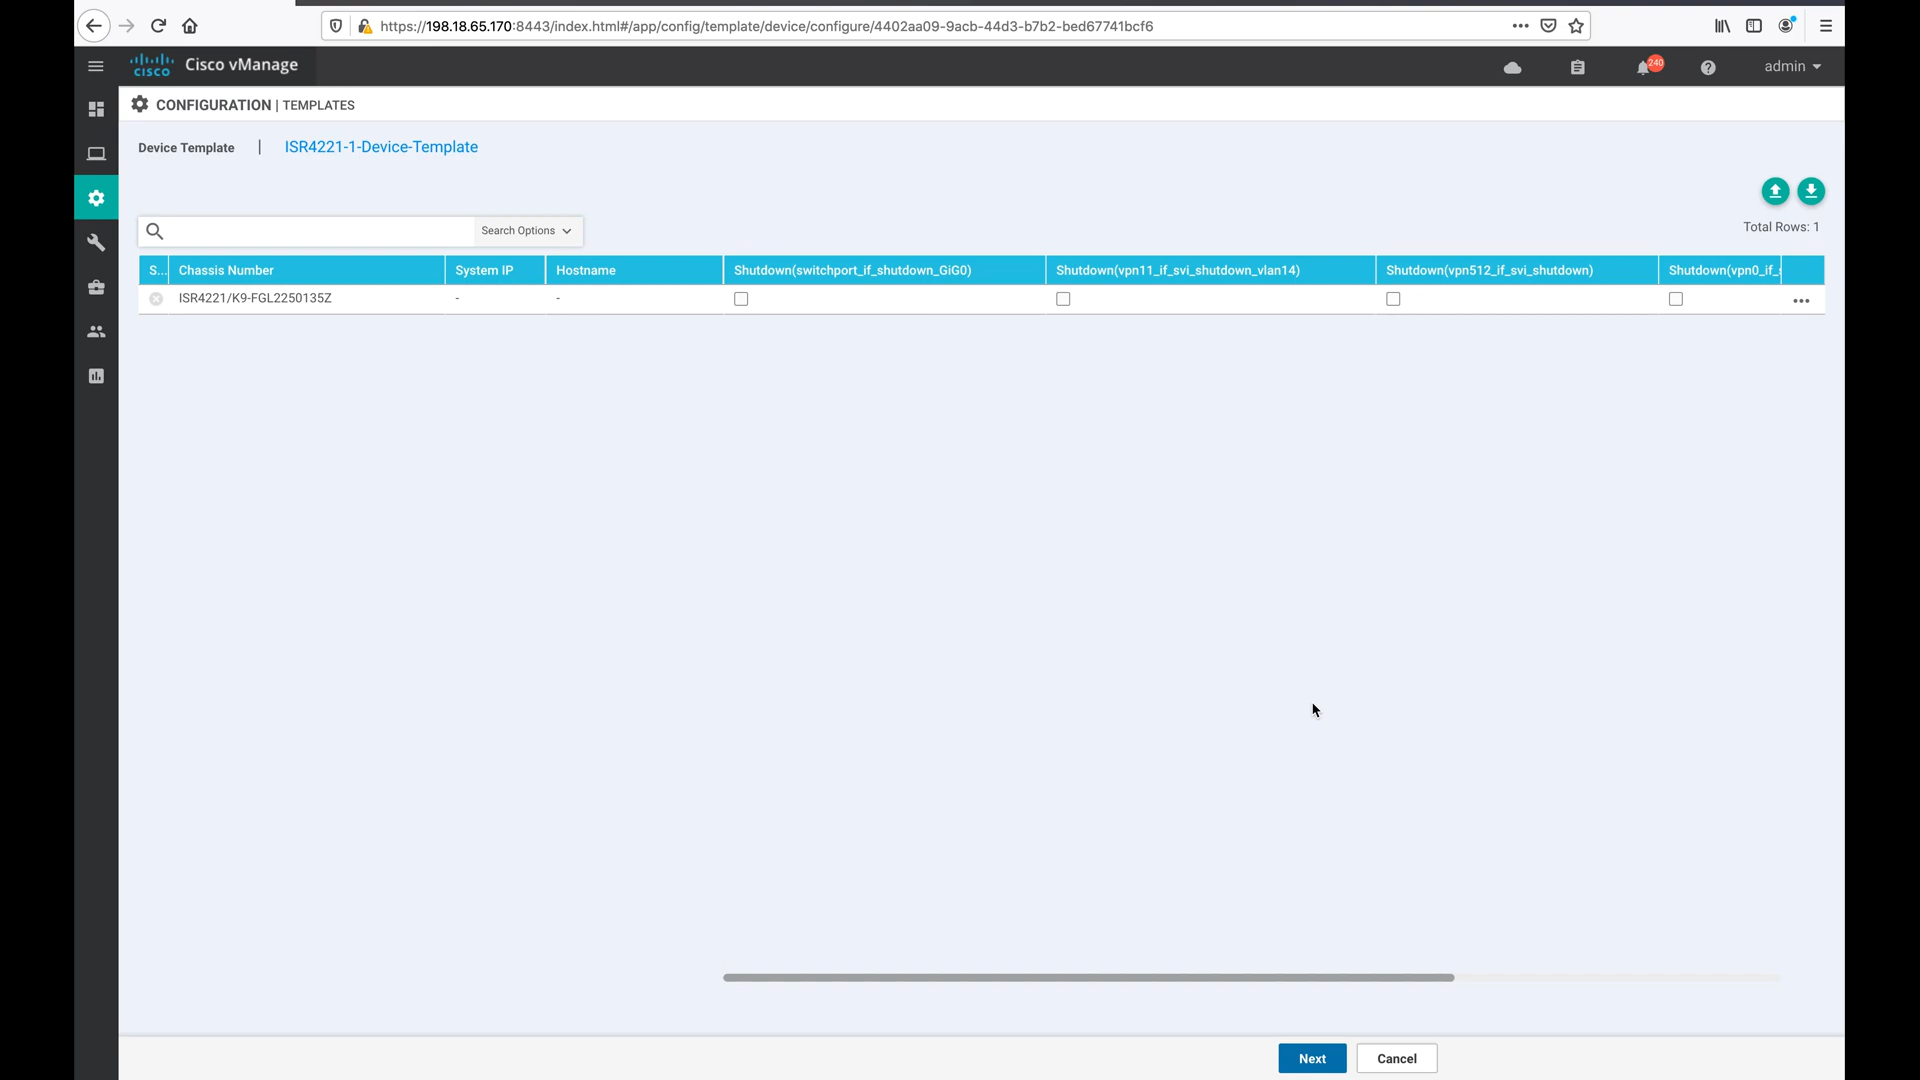 https://198.18.65.170:8443/index.html#/app/config/template/device/configure/4402aa09-9acb-44d3-b7b2-bed67741bcf6
cisco Cisco vManage
240
admin
CONFIGURATION | TEMPLATES
Device Template | ISR4221-1-Device-Template
Search Options
Total Rows: 1
S... Chassis Number System IP Hostname Shutdown(switchport_if_shutdown_GiG0) Shutdown(vpn11_if_svi_shutdown_vlan14) Shutdown(vpn512_if_svi_shutdown) Shutdown(vpn0_if_
ISR4221/K9-FGL2250135Z - -
Next Cancel